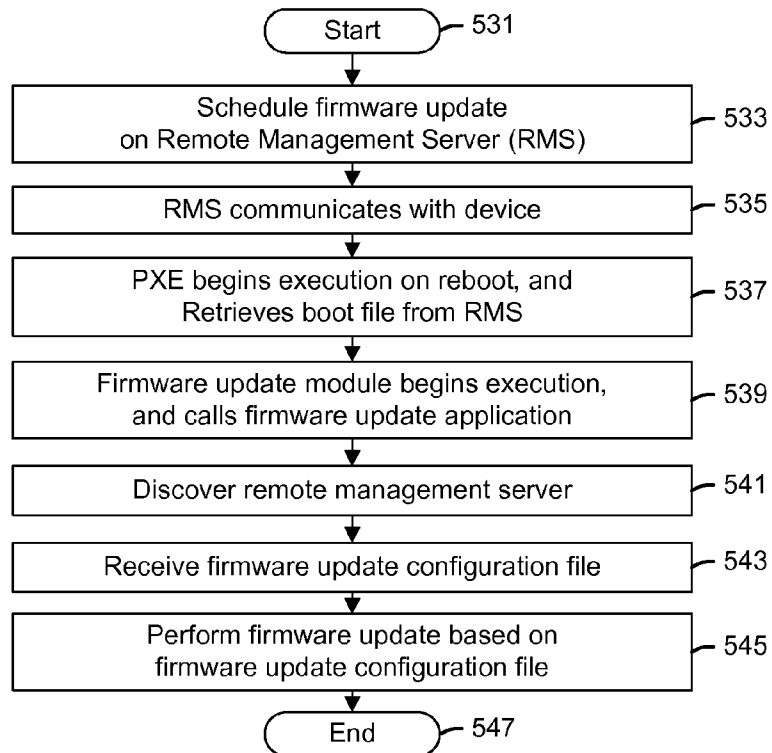 Start
531
Schedule firmware update
on Remote Management Server (RMS)
533
RMS communicates with device
535
PXE begins execution on reboot, and
Retrieves boot file from RMS
537
Firmware update module begins execution,
and calls firmware update application
539
Discover remote management server
541
Receive firmware update configuration file
543
Perform firmware update based on
firmware update configuration file
545
End
547